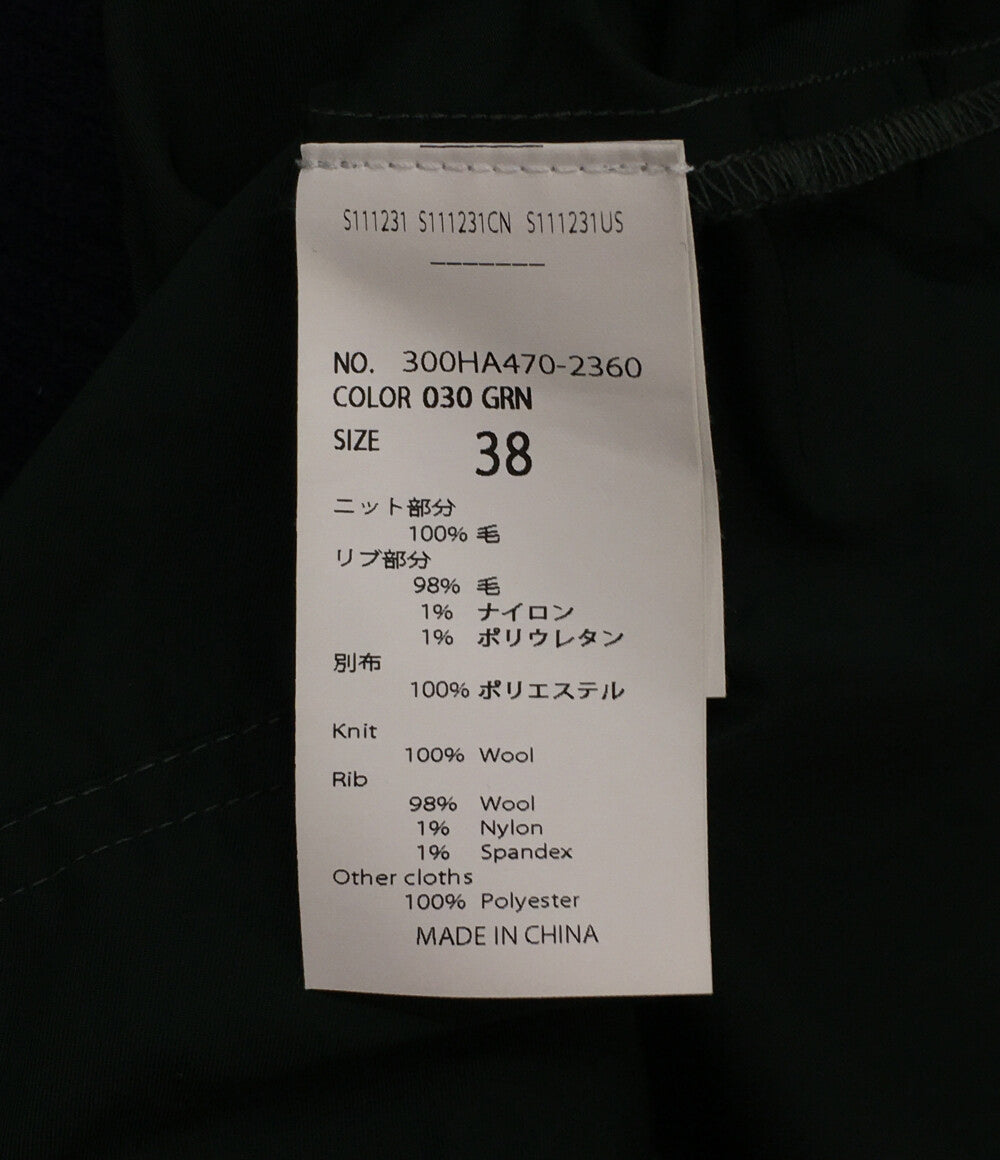 S111231 S111231CN S111231US
-------
NO. 300HA470-2360
COLOR 030 GRN
SIZE 38
ニット部分
100% 毛
リブ部分
98% 毛
1% ナイロン
1% ポリウレタン
別布
100% ポリエステル
Knit
100% Wool
Rib
98% Wool
1% Nylon
1% Spandex
Other cloths
100% Polyester
MADE IN CHINA